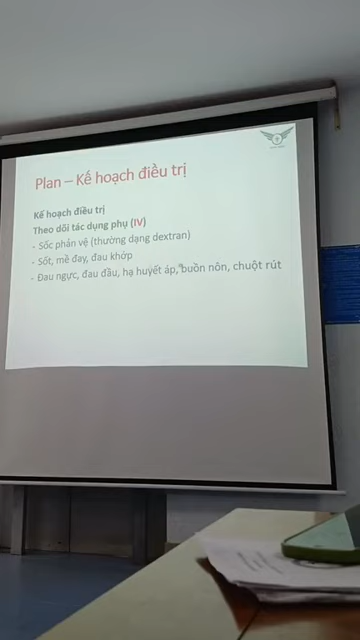 Plan – Kế hoạch điều trị
Kế hoạch điều trị
Theo dõi tác dụng phụ (IV)
- Sốc phản vệ (thường dạng dextran)
- Sốt, mề đay, đau khớp
- Đau ngực, đau đầu, hạ huyết áp, buồn nôn, chuột rút